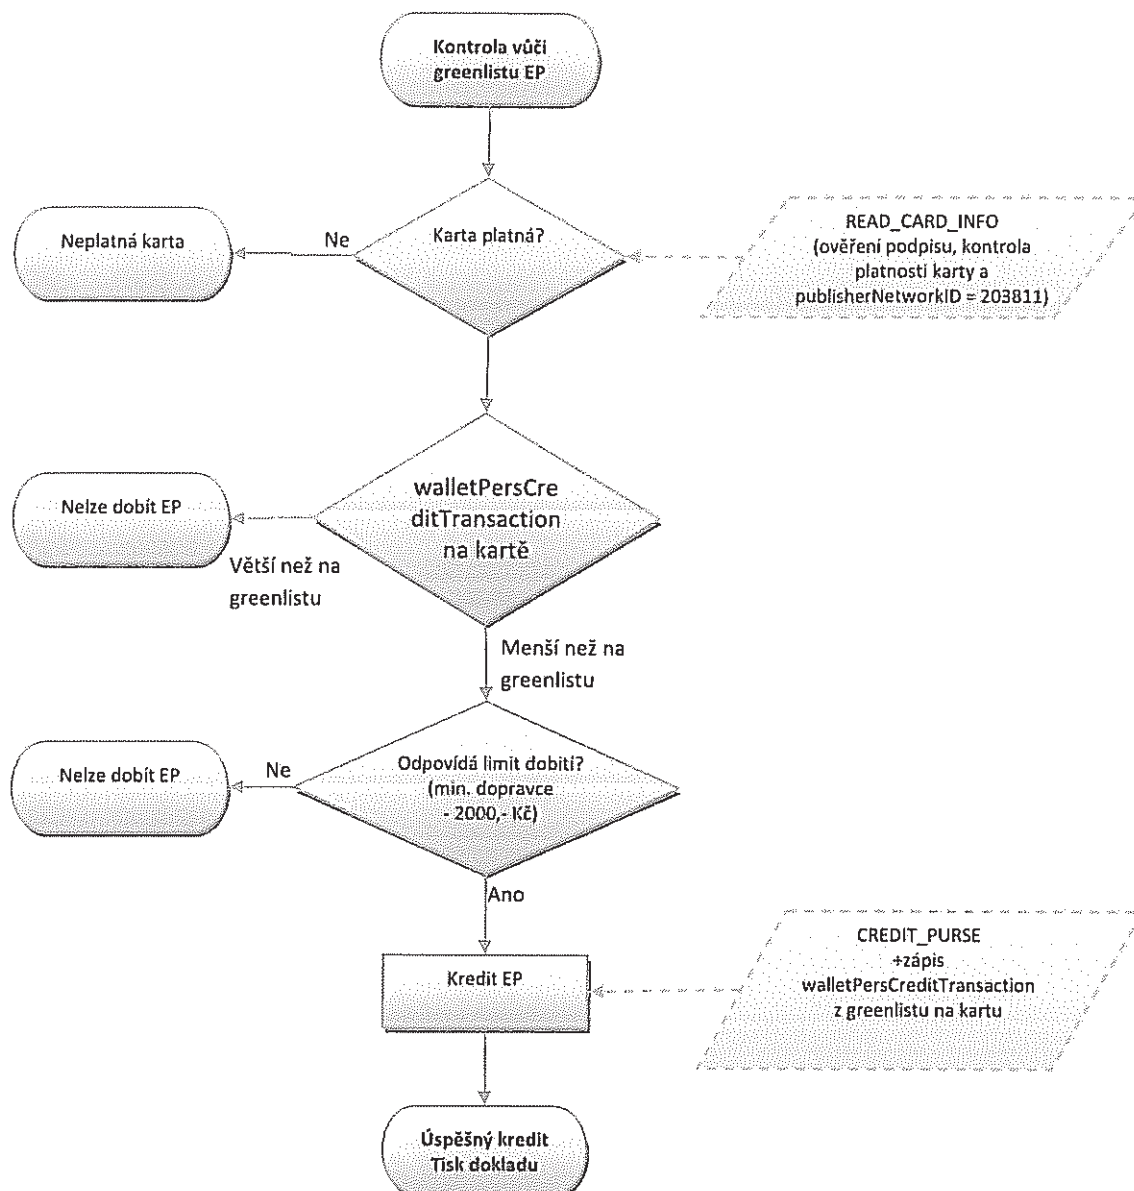 Kontrola vůči
greenlistu EP
Neplatná karta
Ne
Karta platná?
READ_CARD_INFO
(ověření podpisu, kontrola
platnosti karty a
publisherNetworkID = 203811)
Nelze dobít EP
walletPersCre
ditTransaction
na kartě
Větší než na
greenlistu
Menší než na
greenlistu
Nelze dobít EP
Ne
Odpovídá limit dobití?
(min. dopravce
- 2000,- Kč)
Ano
Kredit EP
CREDIT_PURSE
+zápis
walletPersCreditTransaction
z greenlistu na kartu
Úspěšný kredit
Tisk dokladu